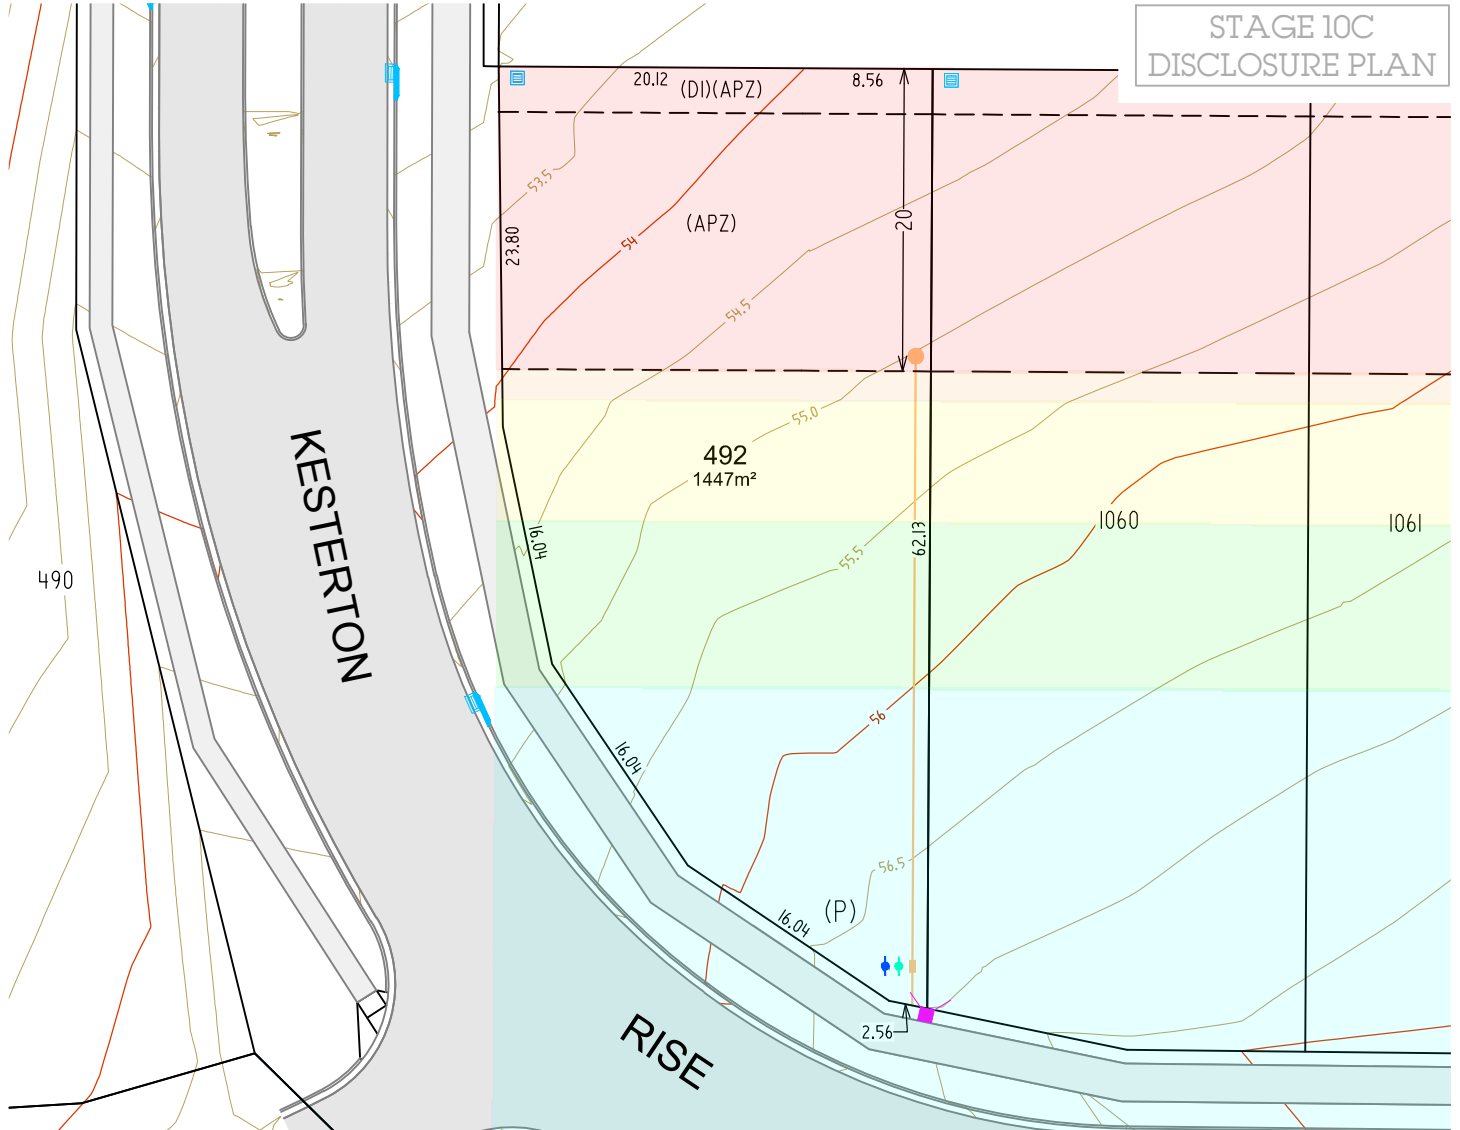 STAGE 10C
DISCLOSURE PLAN
20.12
(DI)(APZ)
8.56
53.5
(APZ)
20
54
23.80
54.5
55.0
492
1447m²
KESTERTON
16.04
62.13
1060
1061
55.5
490
56
16.04
56.5
(P)
16.04
2.56
RISE